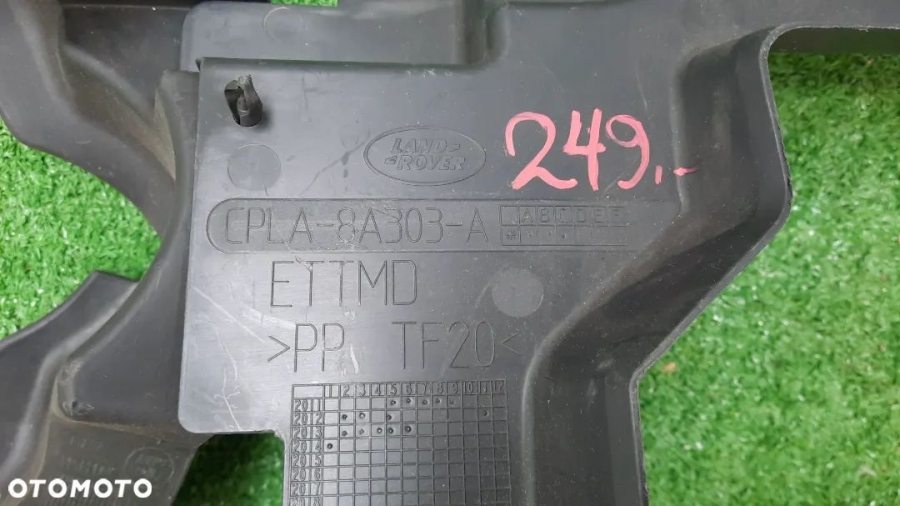 LAND-
-ROVER
249,-
CPLA-8A303-A
A B C D E F
ETTMD
>PP TF20<
1 2 3 4 5 6 7 8 9 10 11 12
2011
2012
2013
2014
2015
2016
2017
2018
OTOMOTO